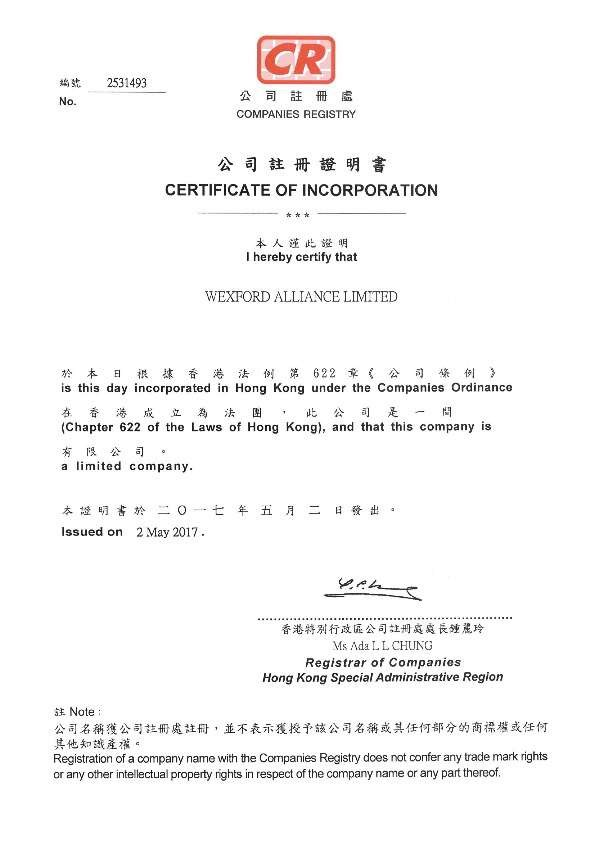 CR
編號 2531493
No.
公司註冊處
COMPANIES REGISTRY
公司註冊證明書
CERTIFICATE OF INCORPORATION
***
本人謹此證明
I hereby certify that
WEXFORD ALLIANCE LIMITED
於本日根據香港法例第622章《公司條例》
is this day incorporated in Hong Kong under the Companies Ordinance
在香港成立為法團，此公司是一間
(Chapter 622 of the Laws of Hong Kong), and that this company is
有限公司。
a limited company.
本證明書於二〇一七年五月二日發出。
Issued on 2 May 2017.
香港特別行政區公司註冊處處長鍾麗玲
Ms Ada L L CHUNG
Registrar of Companies
Hong Kong Special Administrative Region
註 Note:
公司名稱獲公司註冊處註冊，並不表示獲授予該公司名稱或其任何部分的商標權或任何
其他知識產權。
Registration of a company name with the Companies Registry does not confer any trade mark rights
or any other intellectual property rights in respect of the company name or any part thereof.